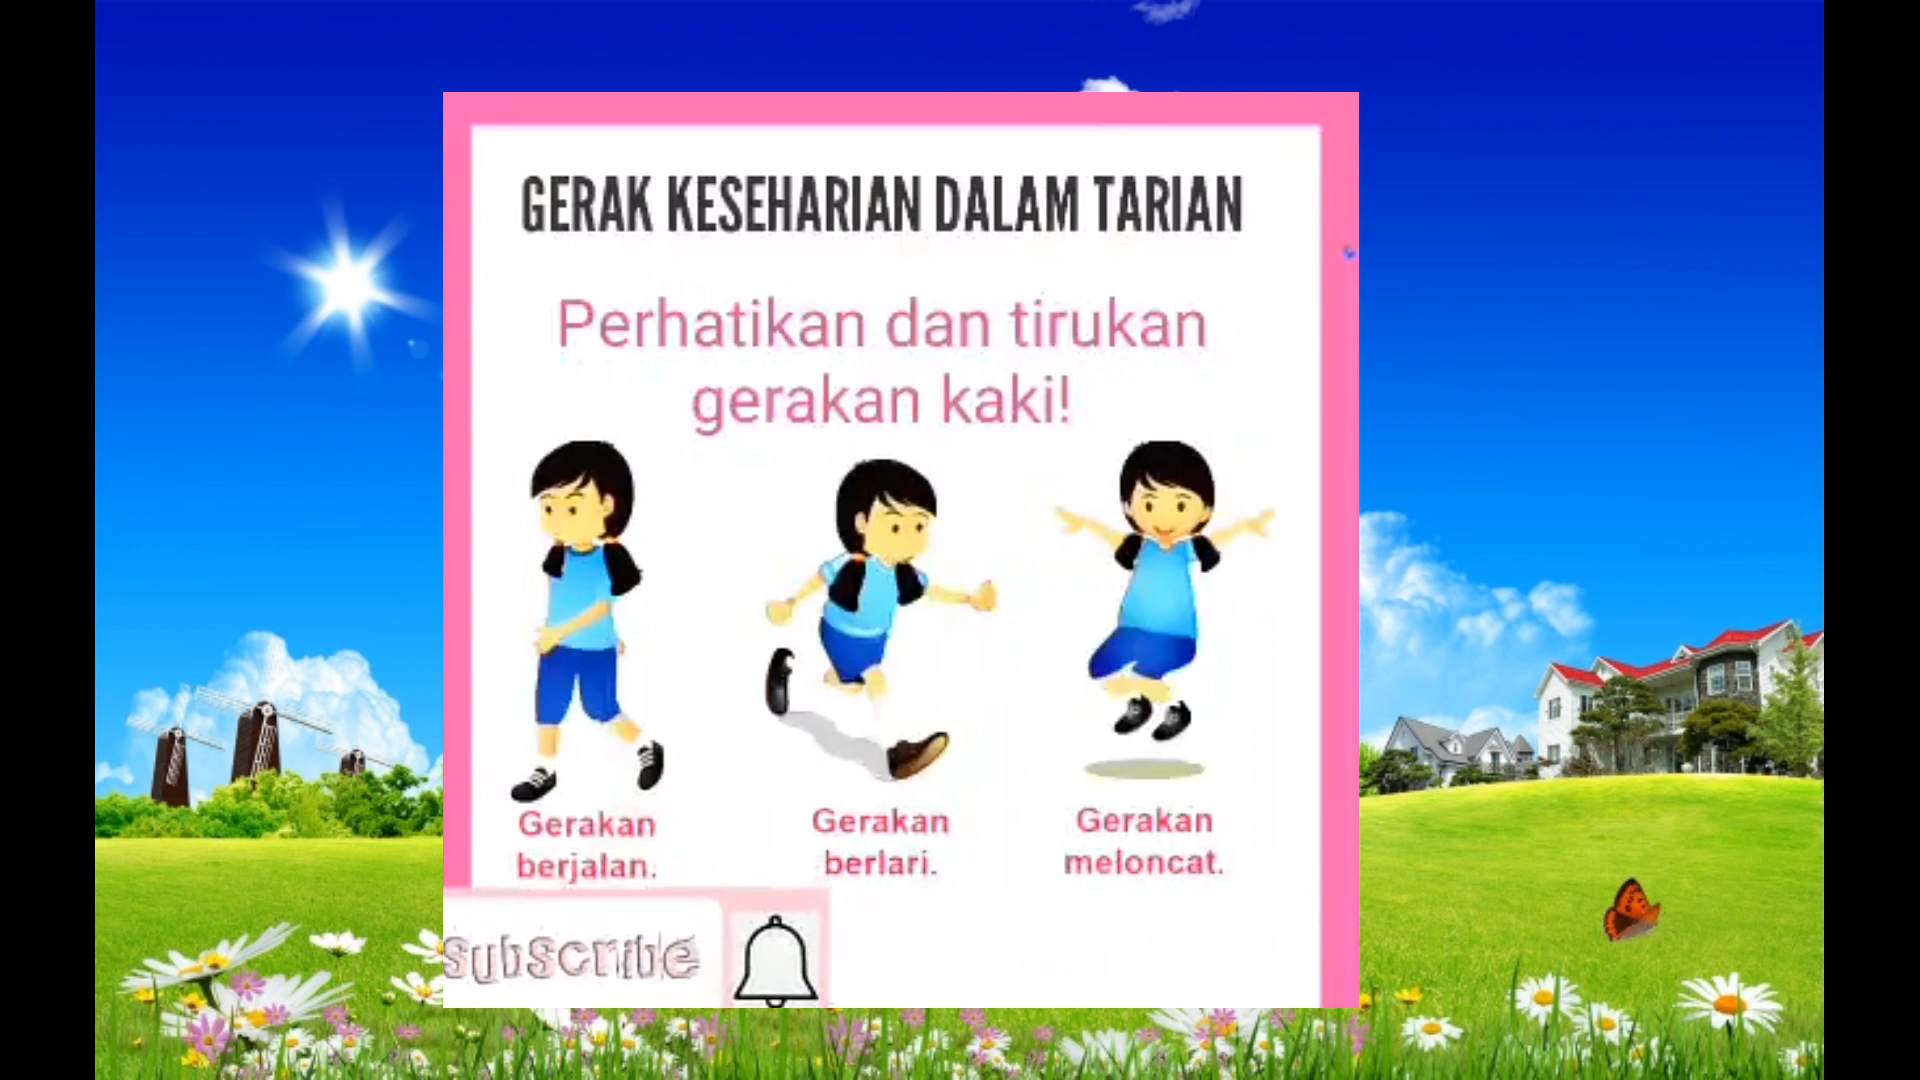 GERAK KESEHARIAN DALAM TARIAN
Perhatikan dan tirukan
gerakan kaki!
Gerakan
berjalan.
Gerakan
berlari.
Gerakan
meloncat.
subscribe